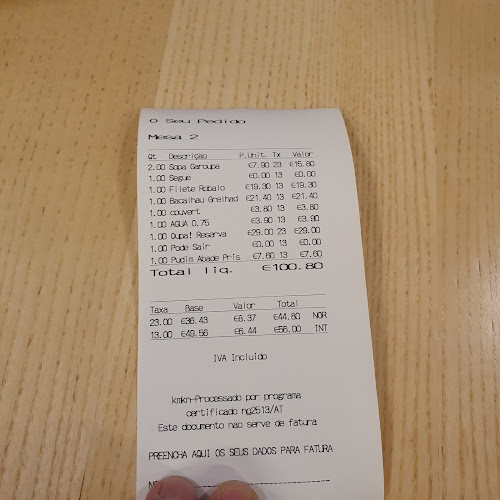 O Seu Pedido
Mesa 2
Qt Descrição P.Unit. Tx Valor
2.00 Sopa Garoupa €7.90 23 €15.80
1.00 Segue €0.00 13 €0.00
1.00 Filete Robalo €19.30 13 €19.30
1.00 Bacalhau Grelhad €21.40 13 €21.40
1.00 couvert €3.80 13 €3.80
1.00 AGUA 0.75 €3.90 13 €3.90
1.00 Oupa! Reserva €29.00 23 €29.00
1.00 Pode Sair €0.00 13 €0.00
1.00 Pudim Abade Pris €7.60 13 €7.60
Total liq. €100.80
Taxa Base Valor Total
23.00 €36.43 €8.37 €44.80 NOR
13.00 €49.56 €6.44 €56.00 INT
IVA Incluido
kmkn-Processado por programa
certificado nº2513/AT
Este documento não serve de fatura
PREENCHA AQUI OS SEUS DADOS PARA FATURA